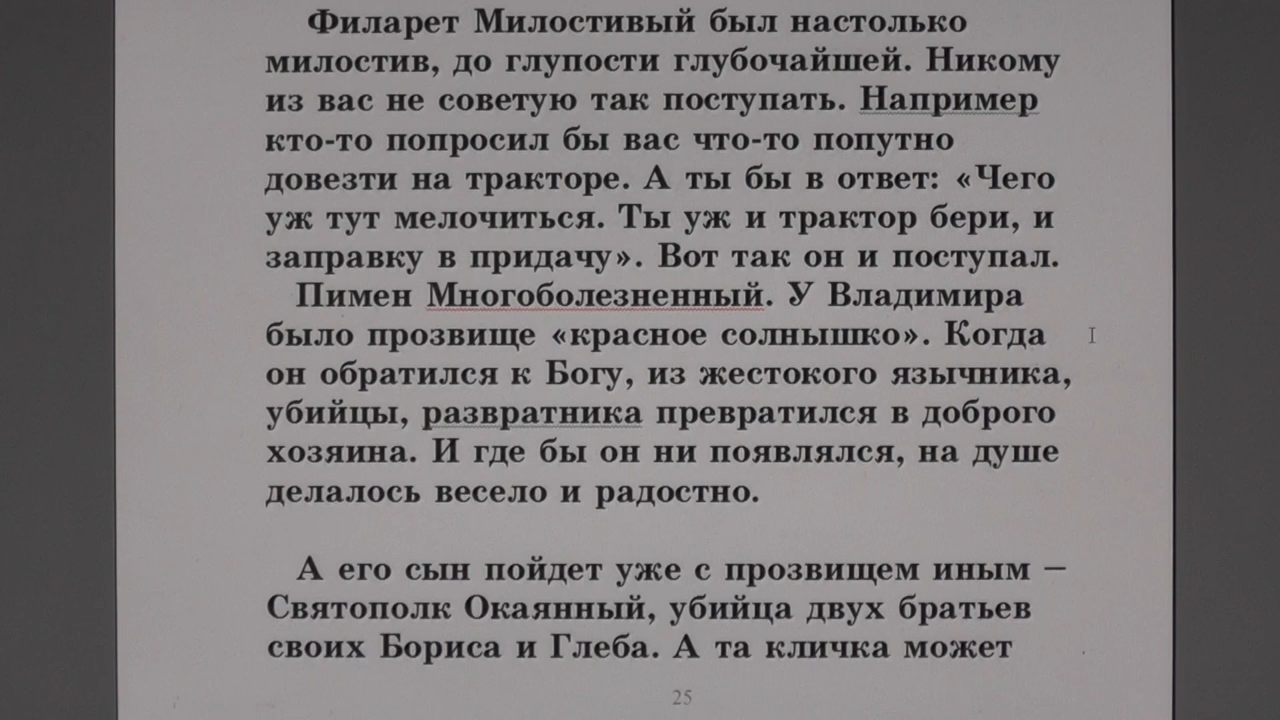 Филарет Милостивый был настолько
милостив, до глупости глубочайшей. Никому
из вас не советую так поступать. Например
кто-то попросил бы вас что-то попутно
довезти на тракторе. А ты бы в ответ: «Чего
уж тут мелочиться. Ты уж и трактор бери, и
заправку в придачу». Вот так он и поступал.
Пимен Многоболезненный. У Владимира
было прозвище «красное солнышко». Когда
он обратился к Богу, из жестокого язычника,
убийцы, развратника превратился в доброго
хозяина. И где бы он ни появлялся, на душе
делалось весело и радостно.
А его сын пойдет уже с прозвищем иным –
Святополк Окаянный, убийца двух братьев
своих Бориса и Глеба. А та кличка может
25